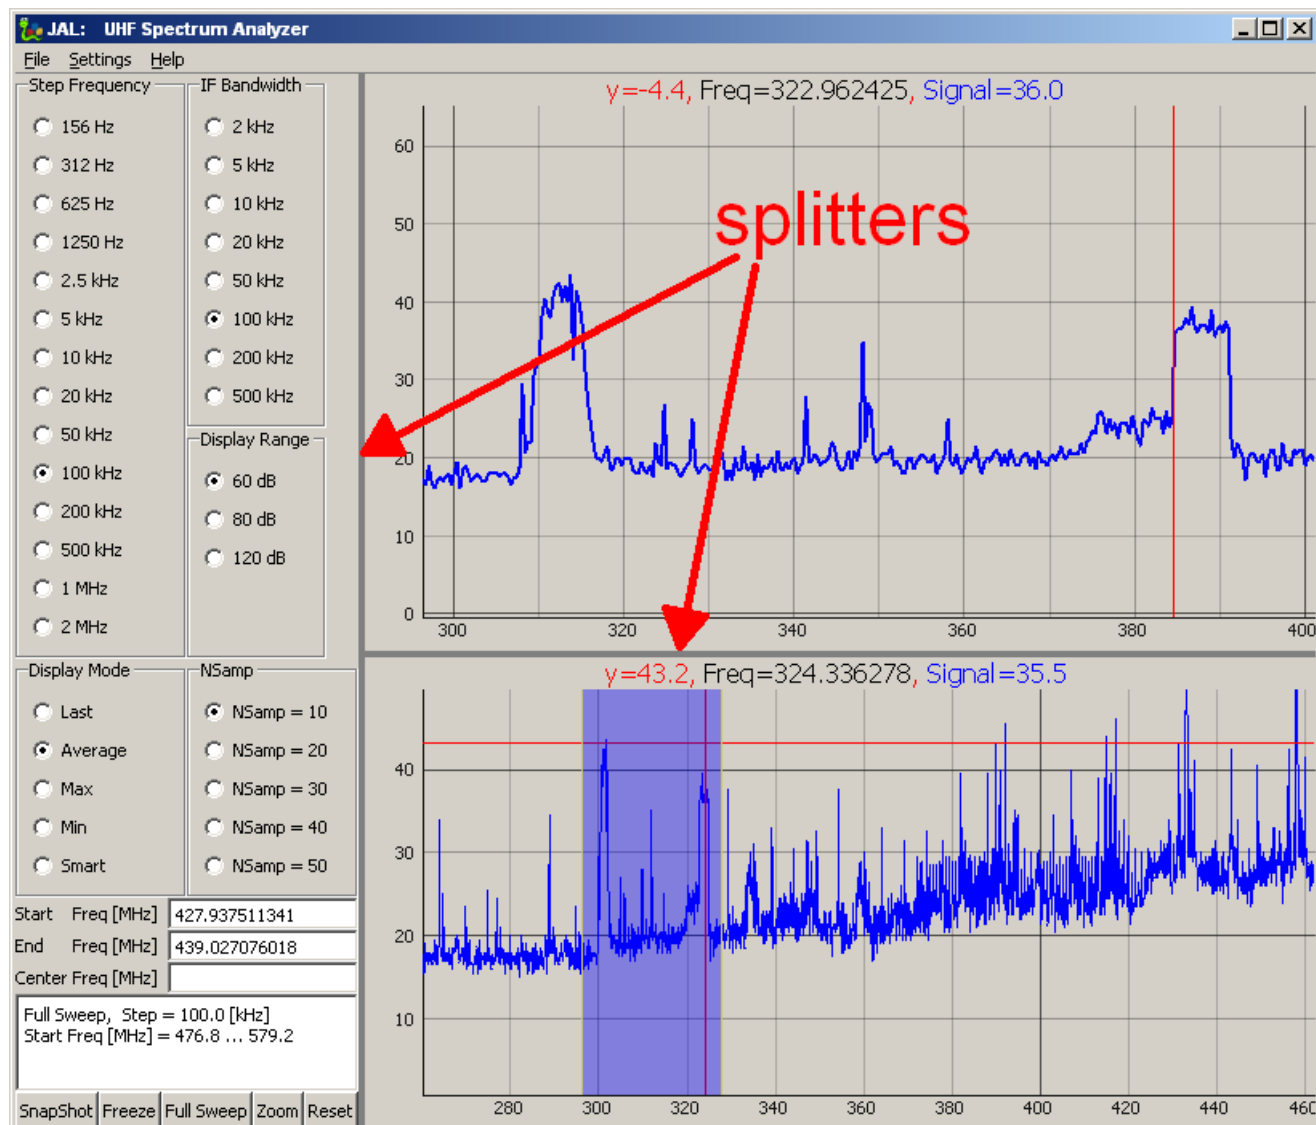 JAL: UHF Spectrum Analyzer
File Settings Help
Step Frequency
156 Hz
312 Hz
625 Hz
1250 Hz
2.5 kHz
5 kHz
10 kHz
20 kHz
50 kHz
100 kHz
200 kHz
500 kHz
1 MHz
2 MHz
IF Bandwidth
2 kHz
5 kHz
10 kHz
20 kHz
50 kHz
100 kHz
200 kHz
500 kHz
Display Range
60 dB
80 dB
120 dB
Display Mode
Last
Average
Max
Min
Smart
NSamp
NSamp = 10
NSamp = 20
NSamp = 30
NSamp = 40
NSamp = 50
Start Freq [MHz] 427.937511341
End Freq [MHz] 439.027076018
Center Freq [MHz]
Full Sweep, Step = 100.0 [kHz]
Start Freq [MHz] = 476.8 ... 579.2
SnapShot Freeze Full Sweep Zoom Reset
y=-4.4, Freq=322.962425, Signal=36.0
60
50
40
30
20
10
0
300 320 340 360 380 400
splitters
y=43.2, Freq=324.336278, Signal=35.5
40
30
20
10
280 300 320 340 360 380 400 420 440 460